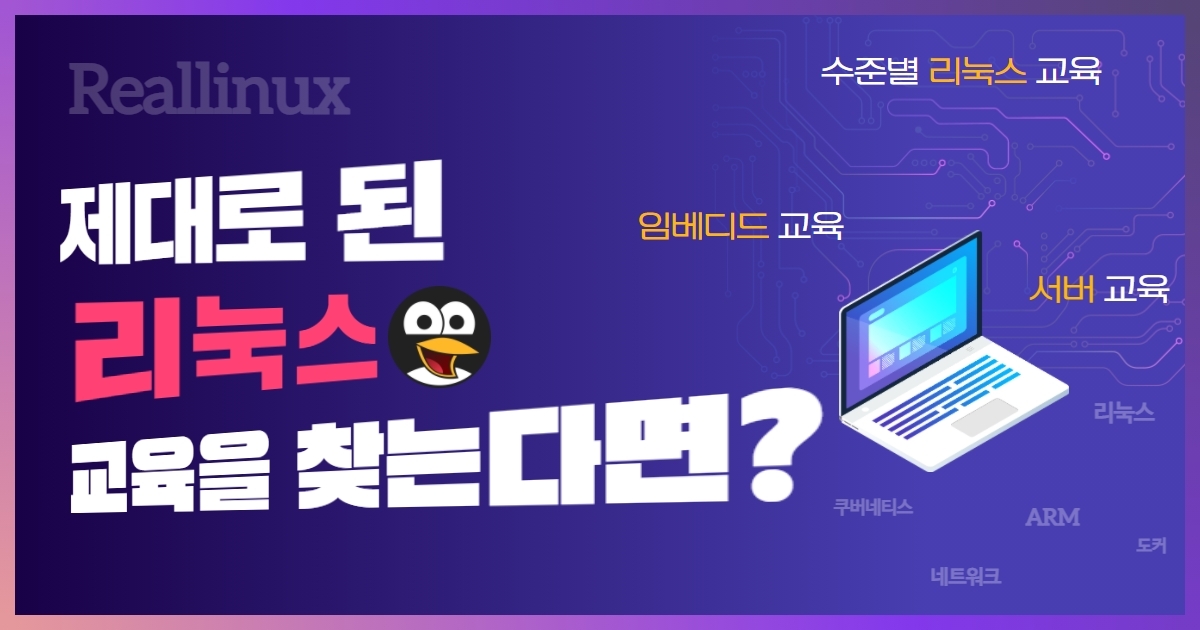 Reallinux
제대로 된
리눅스
교육을 찾는다면?
수준별 리눅스 교육
임베디드 교육
서버 교육
리눅스
쿠버네티스
ARM
도커
네트워크